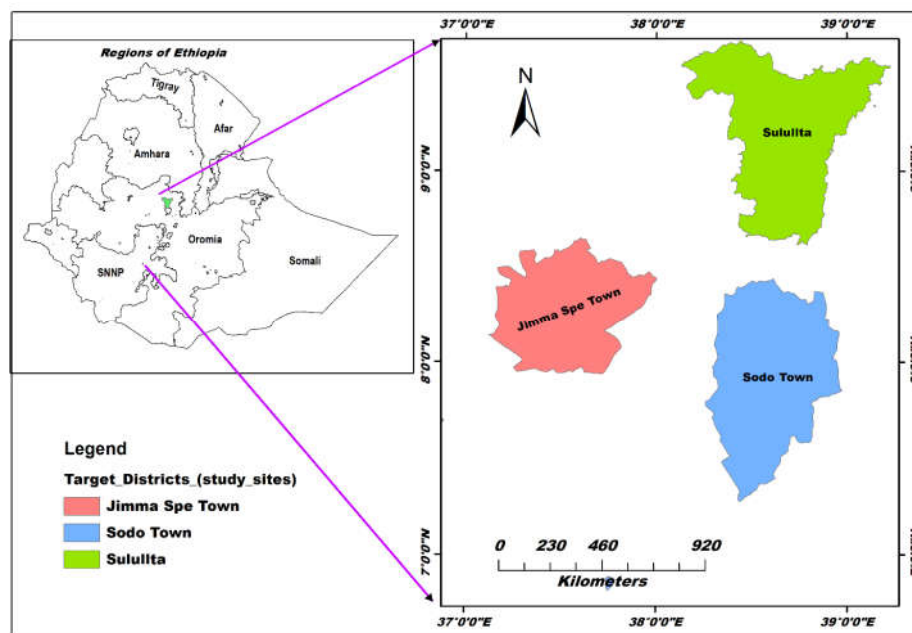 37°0'0"E 38°0'0"E 39°0'0"E
Regions of Ethiopia
Tigray
Afar
Amhara
Oromia
SNNP
Somali
N
Sulullta
9°0'0"N
Jimma Spe Town
8°0'0"N
Sodo Town
Legend
Target_Districts_(study_sites)
Jimma Spe Town
Sodo Town
Sulullta
7°0'0"N
0 230 460 920
Kilometers
37°0'0"E 38°0'0"E 39°0'0"E